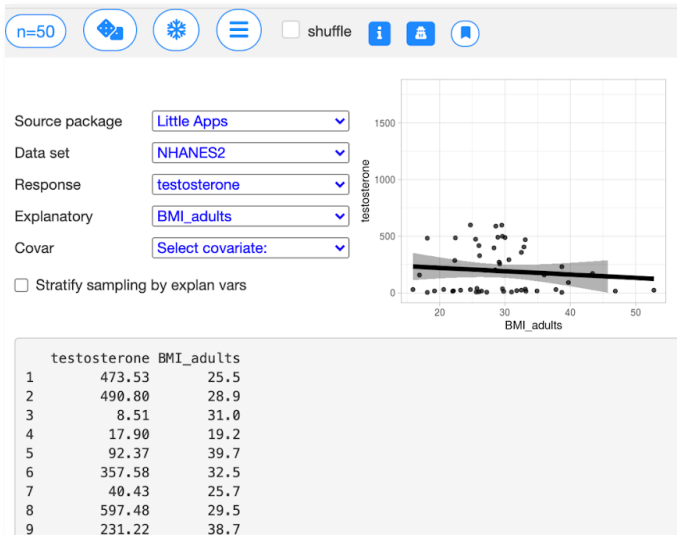 n=50
shuffle
Source package
Little Apps
Data set
NHANES2
Response
testosterone
Explanatory
BMI_adults
Covar
Select covariate:
Stratify sampling by explan vars
testosterone
1500
1000
500
0
20 30 40 50
BMI_adults
testosterone BMI_adults
1 473.53 25.5
2 490.80 28.9
3 8.51 31.0
4 17.90 19.2
5 92.37 39.7
6 357.58 32.5
7 40.43 25.7
8 597.48 29.5
9 231.22 38.7